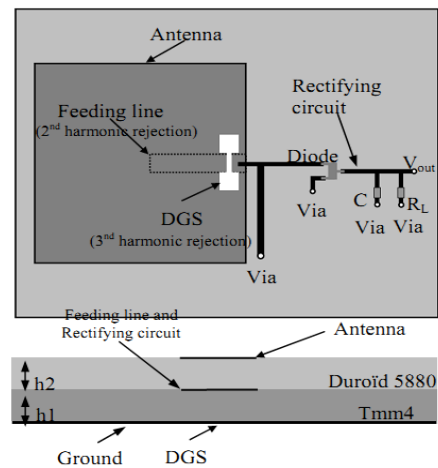 Antenna
Rectifying
circuit
Feeding line
(2nd harmonic rejection)
Diode
Vout
DGS
(3nd harmonic rejection)
Via
C
RL
Via
Via
Via
Feeding line and
Rectifying circuit
Antenna
h2
Duroïd 5880
h1
Tmm4
Ground
DGS